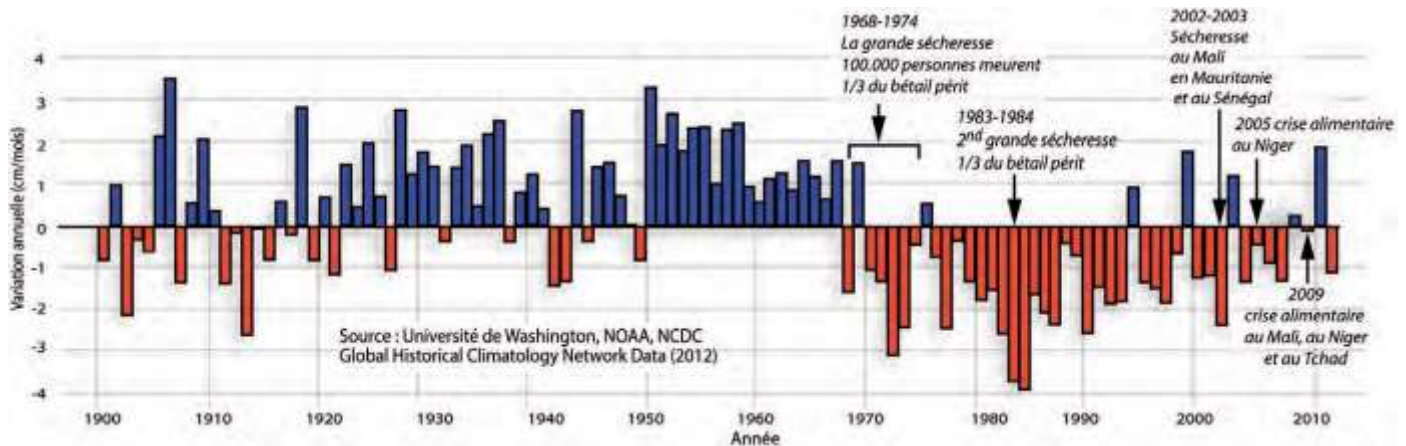 1968-1974
La grande sécheresse
100.000 personnes meurent
1/3 du bétail périt
2002-2003
Sécheresse
au Mali
en Mauritanie
et au Sénégal
1983-1984
2nd grande sécheresse
1/3 du bétail périt
2005 crise alimentaire
au Niger
Variation annuelle (cm/mois)
4
3
2
1
0
-1
-2
-3
-4
Source : Université de Washington, NOAA, NCDC
Global Historical Climatology Network Data (2012)
2009
crise alimentaire
au Mali, au Niger
et au Tchad
1900 1910 1920 1930 1940 1950 1960 1970 1980 1990 2000 2010
Année